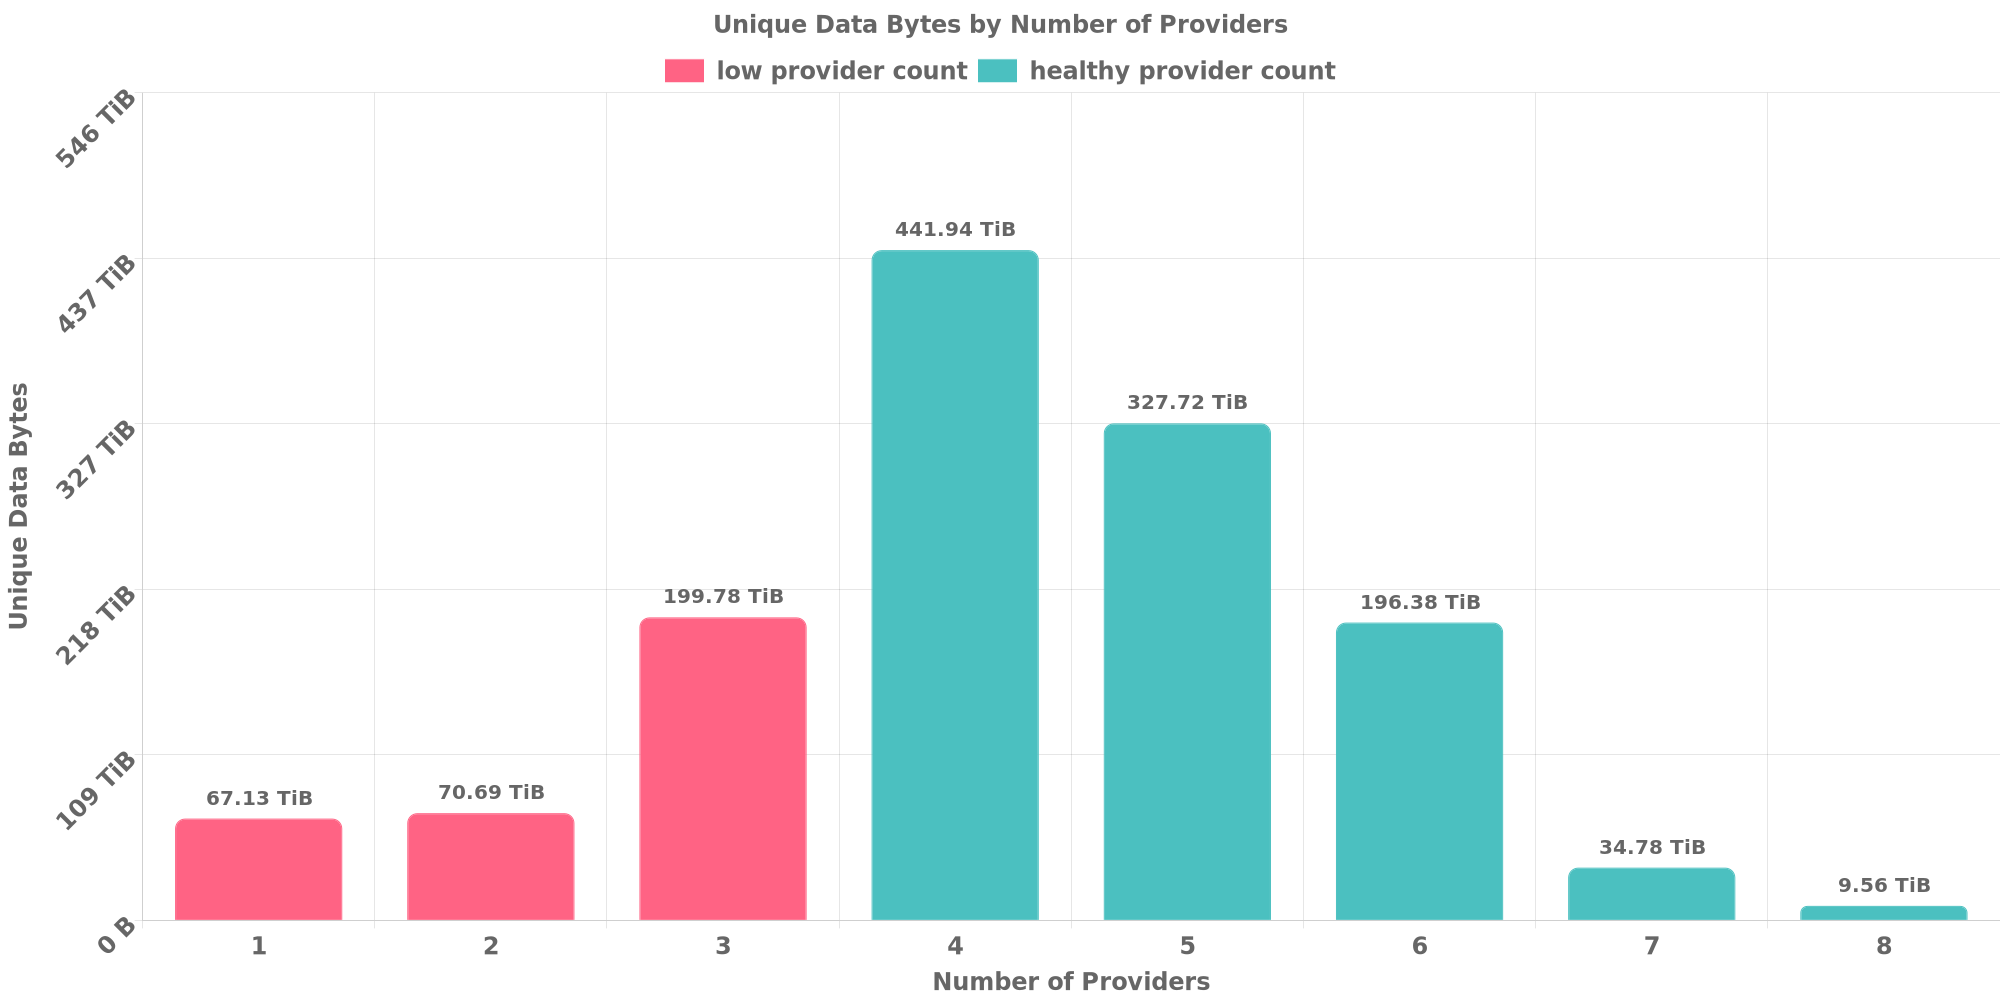 Unique Data Bytes by Number of Providers
low provider count healthy provider count
546 TiB
437 TiB
327 TiB
218 TiB
109 TiB
0 B
Unique Data Bytes
67.13 TiB
70.69 TiB
199.78 TiB
441.94 TiB
327.72 TiB
196.38 TiB
34.78 TiB
9.56 TiB
1 2 3 4 5 6 7 8
Number of Providers